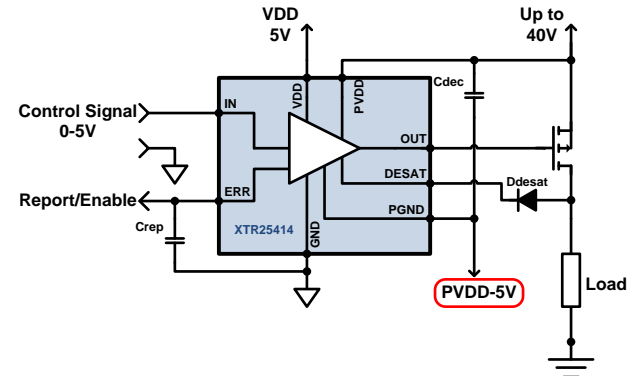 VDD
5V
Up to
40V
Control Signal
0-5V
IN
VDD
PVDD
Cdec
OUT
DESAT
Ddesat
Report/Enable
ERR
PGND
Crep
XTR25414
GND
PVDD-5V
Load